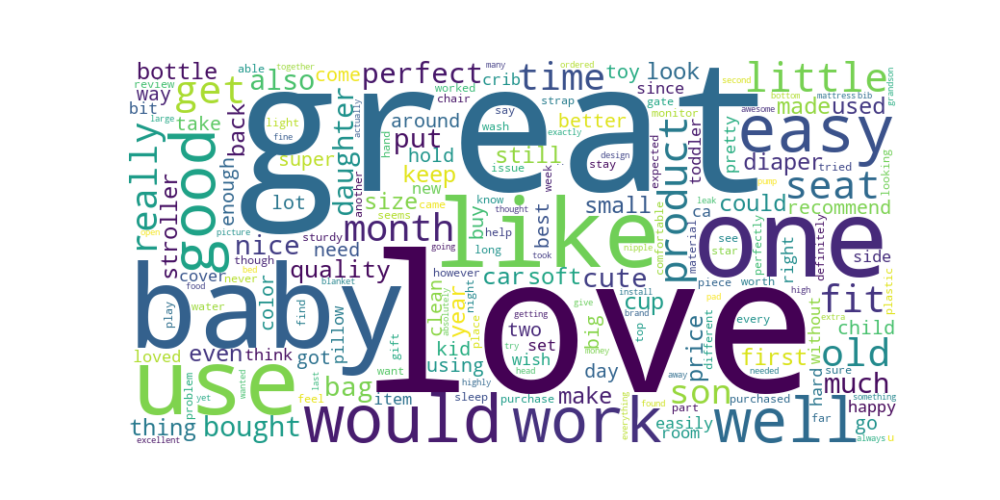 great
love
baby
one
like
use
easy
good
well
work
would
little
time
product
get
seat
old
fit
son
month
really
perfect
daughter
also
put
much
bought
bag
quality
nice
price
cute
soft
car
cup
look
made
used
diaper
stroller
bottle
way
bit
take
back
enough
lot
super
come
crib
around
hold
keep
size
still
better
toy
since
small
best
buy
new
need
color
cover
even
think
loved
thing
got
pillow
kid
year
clean
using
item
two
set
wish
day
make
big
first
child
without
hard
happy
go
easily
room
part
top
could
recommend
ca
right
side
pretty
toddler
review
large
able
together
many
worked
chair
say
strap
wash
exactly
ordered
gate
monitor
second
awesome
bottom
mattress
bib
grandson
tried
looking
expected
stay
design
issue
week
know
thought
help
long
took
seems
came
another
hand
actually
light
fine
sturdy
going
however
night
place
absolutely
though
never
bed
water
food
open
picture
play
find
blanket
problem
yet
wanted
last
feel
gift
want
sleep
highly
excellent
getting
try
head
money
install
brand
give
nipple
comfortable
material
star
see
perfectly
definitely
leak
pump
piece
worth
high
plastic
different
pad
every
extra
away
needed
sure
something
purchase
purchased
everything
found
far
always
u